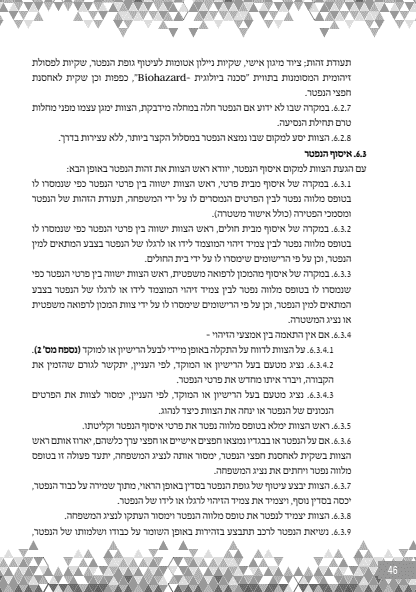 תעודת זהות; ציוד מיגון אישי, שקיות ניילון אטומות לעיטוף גופת הנפטר, שקיות לפסולת
זיהומית המסומנות בתווית "סכנה ביולוגית -Biohazard", כפפות וכן שקית לאחסנת
חפצי הנפטר.
6.2.7. במקרה שבו לא ידוע אם הנפטר חלה במחלה מידבקת, הצוות ימגן עצמו מפני מחלות
טרם תחילת הנסיעה.
6.2.8. הצוות יסע למקום שבו נמצא הנפטר במסלול הקצר ביותר, ללא עצירות בדרך.
6.3. איסוף הנפטר
עם הגעת הצוות למקום איסוף הנפטר, יוודא ראש הצוות את זהות הנפטר באופן הבא:
6.3.1. במקרה של איסוף מבית פרטי, ראש הצוות ישווה בין פרטי הנפטר כפי שנמסרו לו
בטופס מלווה נפטר לבין הפרטים הנמסרים לו על ידי המשפחה, תעודת הזהות של הנפטר
ומסמכי הפטירה (כולל אישור משטרה).
6.3.2. במקרה של איסוף מבית חולים, ראש הצוות ישווה בין פרטי הנפטר כפי שנמסרו לו
בטופס מלווה נפטר לבין צמיד זיהוי המוצמד לידו או לרגלו של הנפטר בצבע המתאים למין
הנפטר, וכן על פי הרישומים שימסרו לו על ידי בית החולים.
6.3.3. במקרה של איסוף מהמכון לרפואה משפטית, ראש הצוות ישווה בין פרטי הנפטר כפי
שנמסרו לו בטופס מלווה נפטר לבין צמיד זיהוי המוצמד לידו או לרגלו של הנפטר בצבע
המתאים למין הנפטר, וכן על פי הרישומים שימסרו לו על ידי צוות המכון לרפואה משפטית
או נציג המשטרה.
6.3.4. אם אין התאמה בין אמצעי הזיהוי -
6.3.4.1. על הצוות לדווח על התקלה באופן מיידי לבעל הרישיון או למוקד (נספח מס' 2).
6.3.4.2. נציג מטעם בעל הרישיון או המוקד, לפי העניין, יתקשר לגורם שהזמין את
הקבורה, ויברר איתו מחדש את פרטי הנפטר.
6.3.4.3. נציג מטעם בעל הרישיון או המוקד, לפי העניין, ימסור לצוות את הפרטים
הנכונים של הנפטר או ינחה את הצוות כיצד לנהוג.
6.3.5. ראש הצוות ימלא בטופס מלווה נפטר את פרטי איסוף הנפטר וקליטתו.
6.3.6. אם על הנפטר או בבגדיו נמצאו חפצים אישיים או חפצי ערך כלשהם, יארוז אותם ראש
הצוות בשקית לאחסנת חפצי הנפטר, ימסור אותה לנציג המשפחה, יתעד פעולה זו בטופס
מלווה נפטר ויחתים את נציג המשפחה.
6.3.7. הצוות יבצע עיטוף של גופת הנפטר בסדין באופן הראוי, מתוך שמירה על כבוד הנפטר,
יכסה בסדין נוסף, ויצמיד את צמיד הזיהוי לרגלו או לידו של הנפטר.
6.3.8. הצוות יצמיד לנפטר את טופס מלווה הנפטר וימסור העתקו לנציג המשפחה.
6.3.9. נשיאת הנפטר לרכב תתבצע בזהירות באופן השומר על כבודו ושלמותו של הנפטר,
46